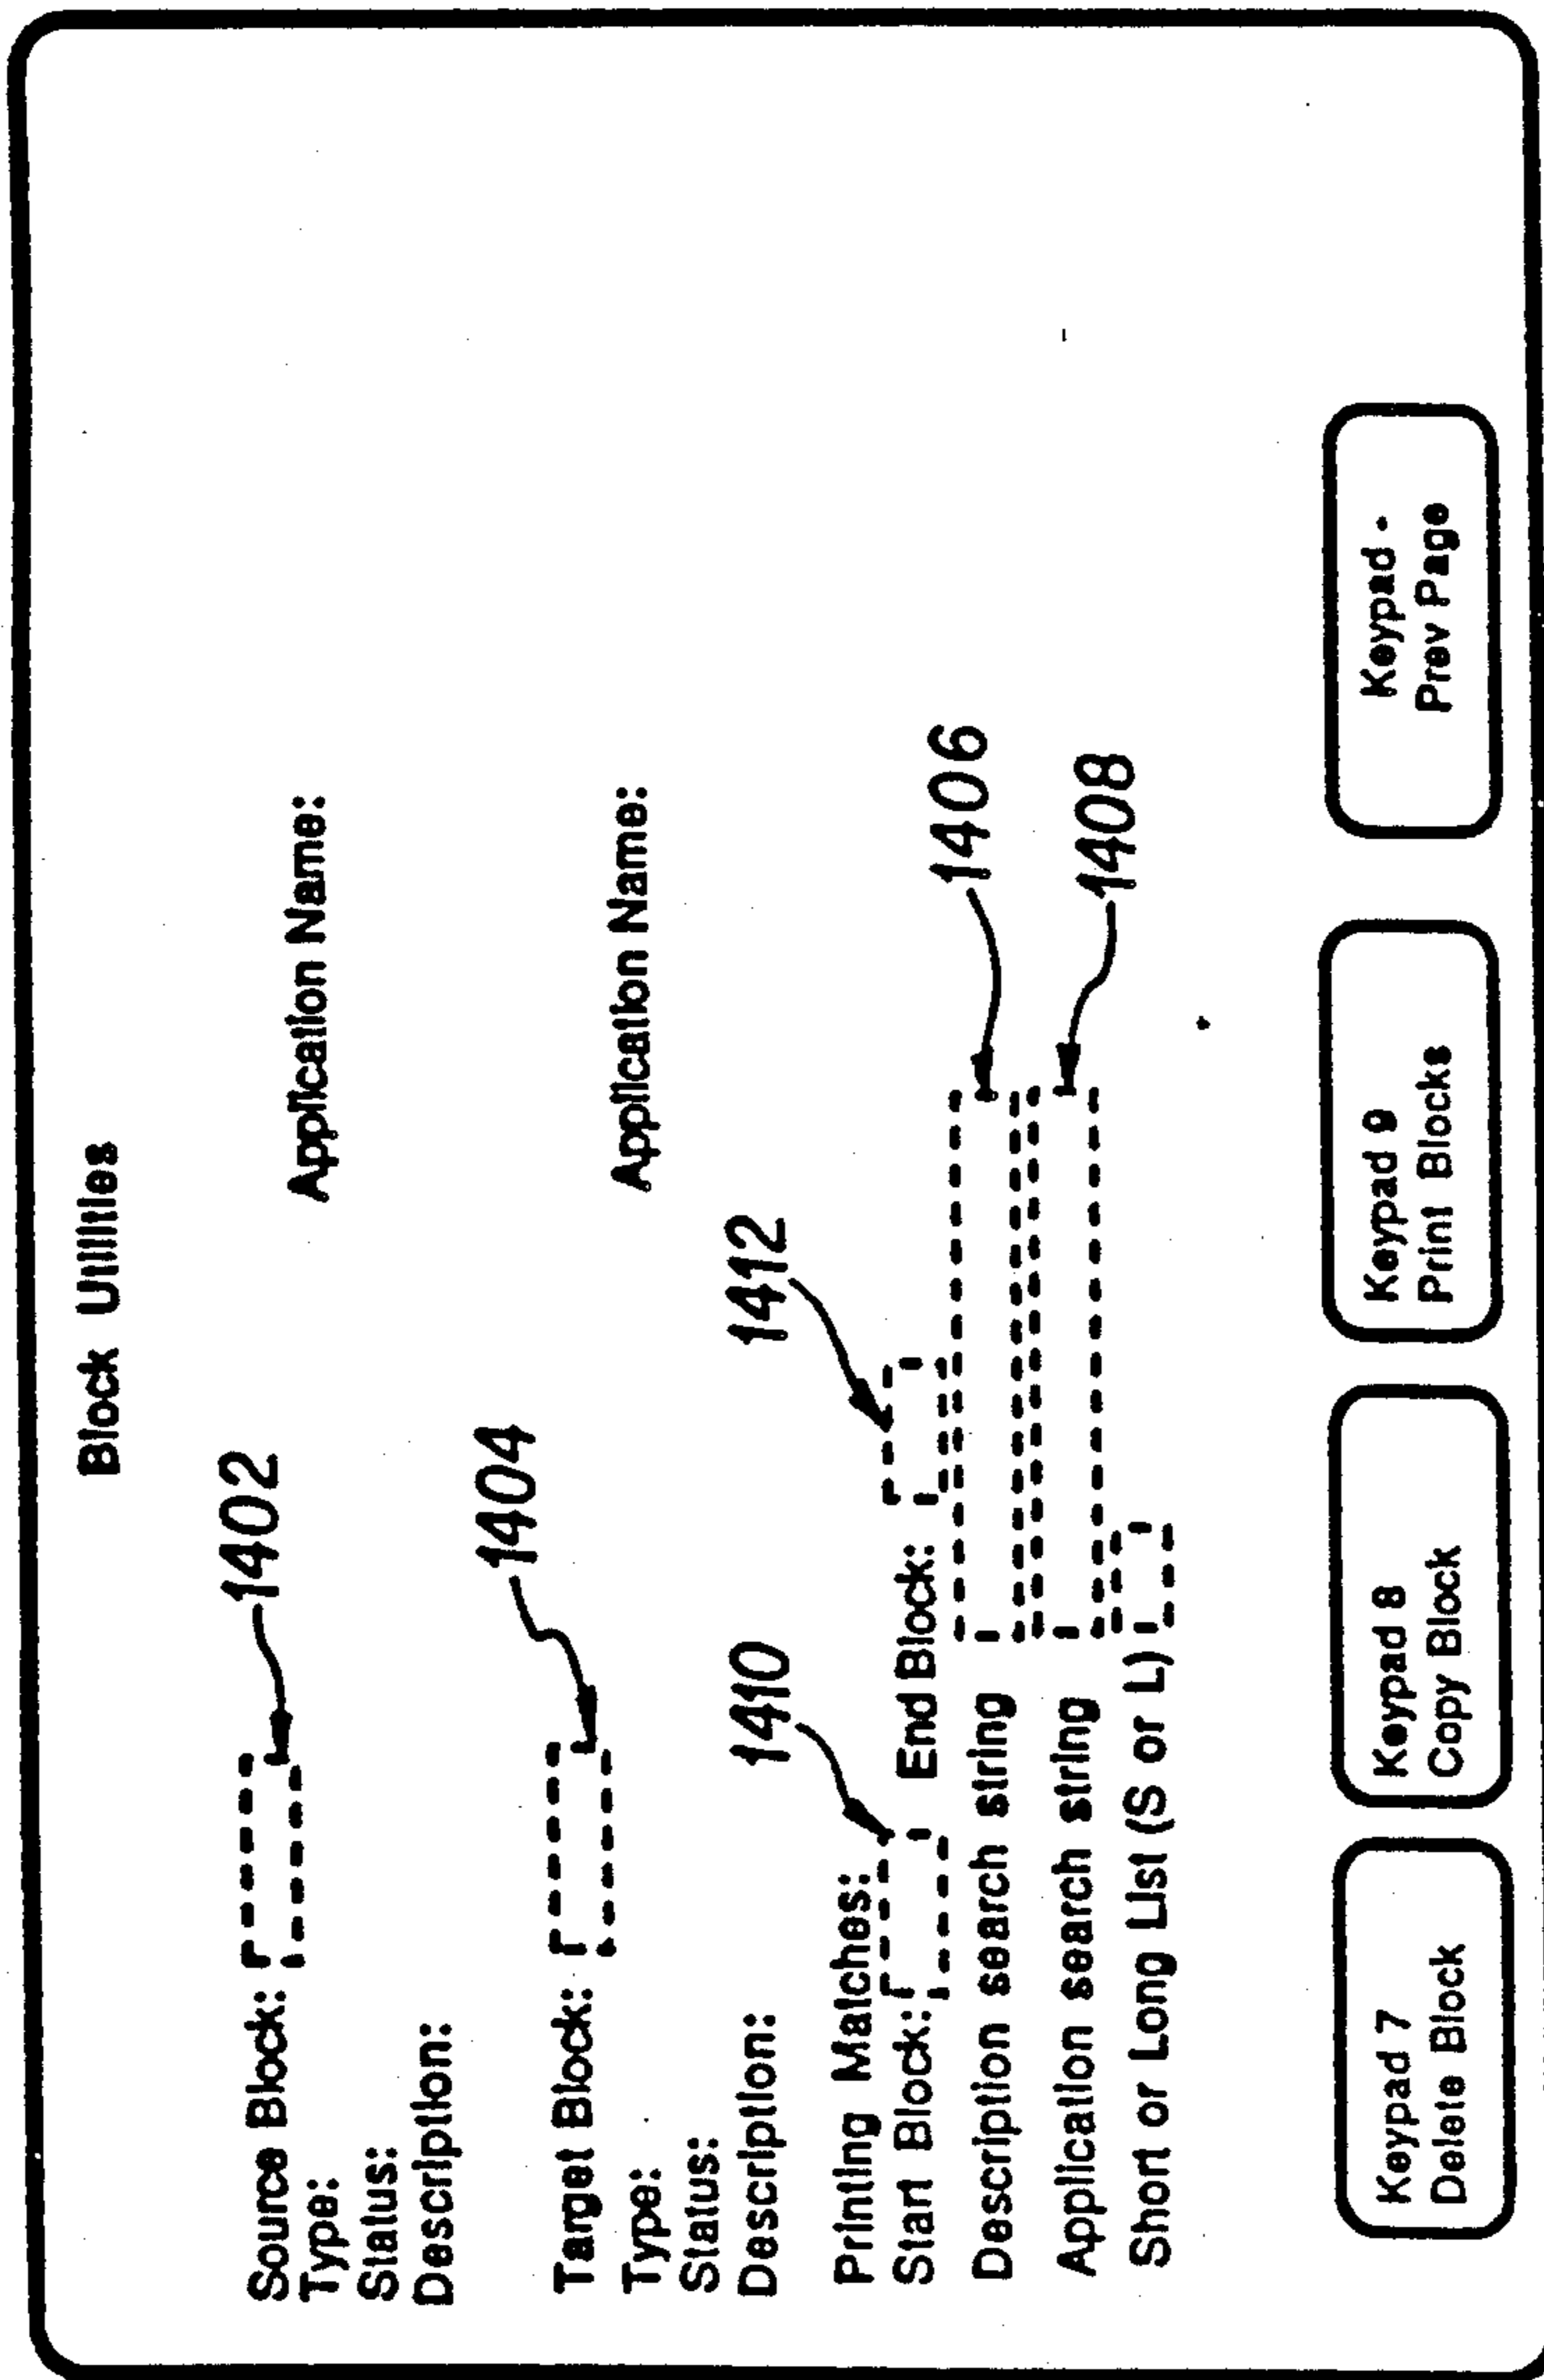 Block Utilities
1402
Source Block:
Type: Application Name:
Status:
Description:
1404
Target Block:
Type: Application Name:
Status:
Description:
1410 1412
Printing Matches:
Start Block: End Block:
1406
Description search string
Application search string
1408
Short or Long List (S or L)
Keypad 7
Delete Block
Keypad 8
Copy Block
Keypad 9
Print Blocks
Keypad -
Prev Page